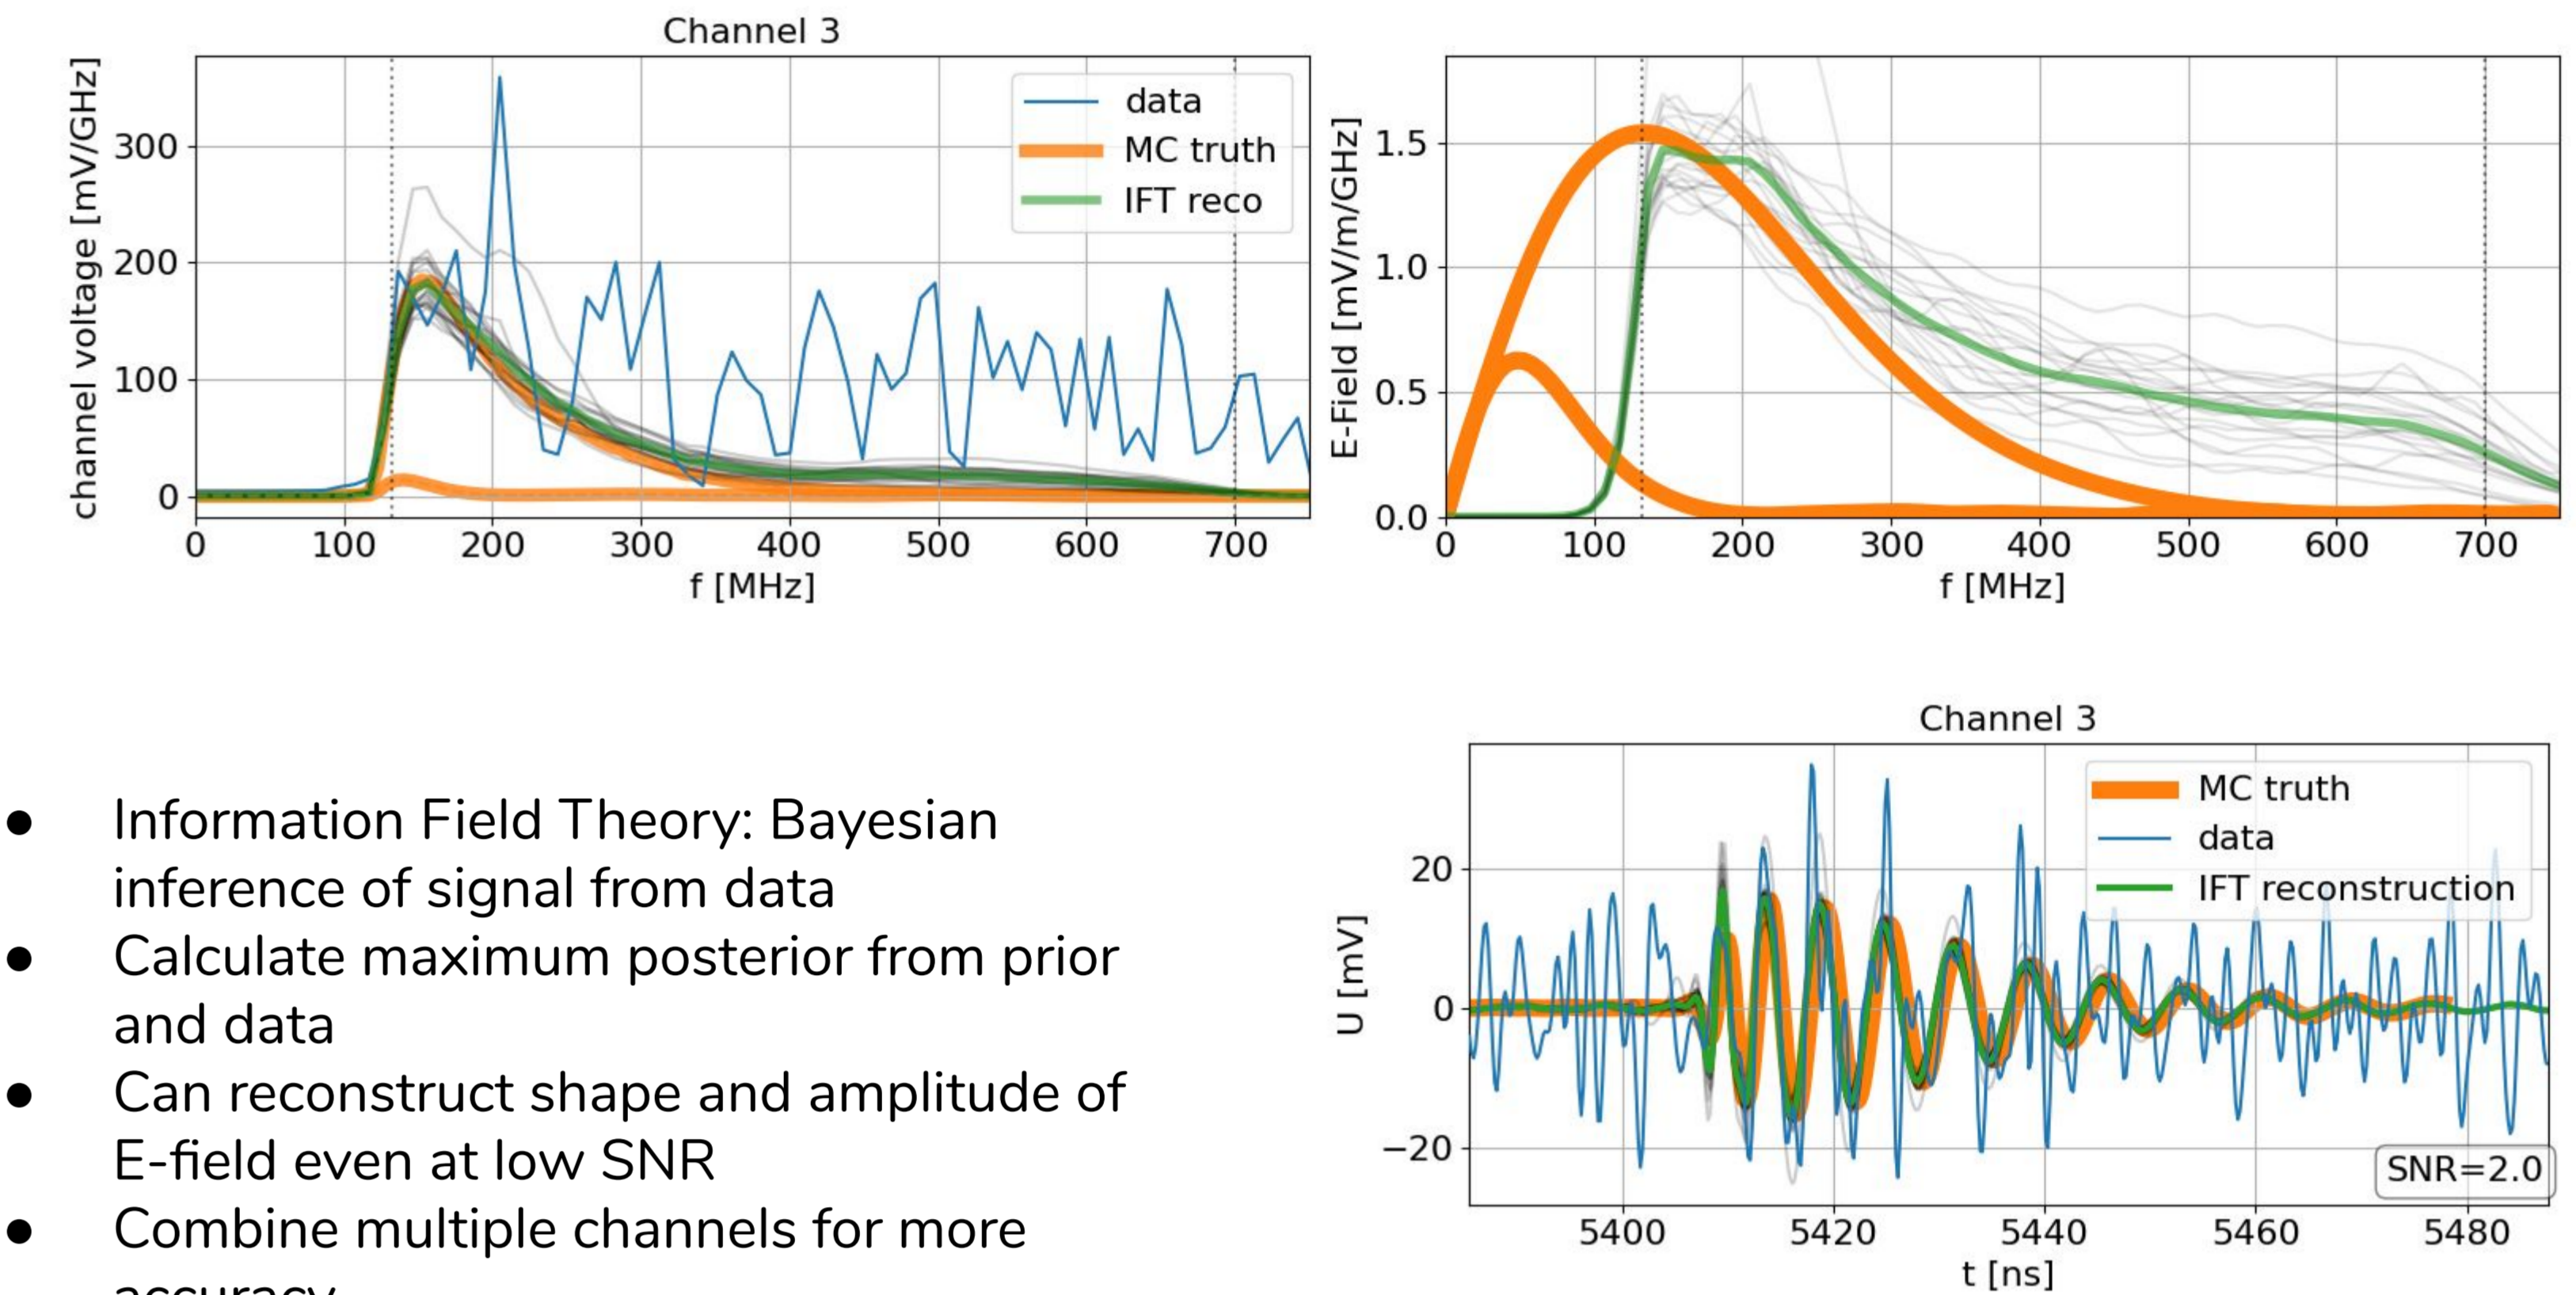 Channel 3
channel voltage [mV/GHz]
300
200
100
0
data
MC truth
IFT reco
0 100 200 300 400 500 600 700
f [MHz]
E-Field [mV/m/GHz]
1.5
1.0
0.5
0.0
0 100 200 300 400 500 600 700
f [MHz]
● Information Field Theory: Bayesian
inference of signal from data
● Calculate maximum posterior from prior
and data
● Can reconstruct shape and amplitude of
E-field even at low SNR
● Combine multiple channels for more
accuracy
Channel 3
U [mV]
20
0
−20
MC truth
data
IFT reconstruction
SNR=2.0
5400 5420 5440 5460 5480
t [ns]